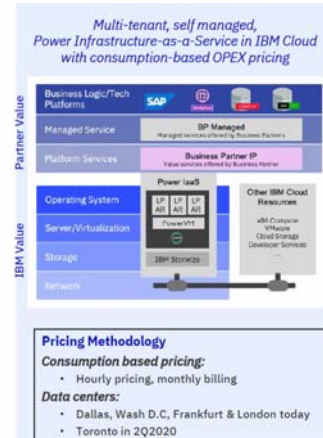 Multi-tenant, self managed,
Power Infrastructure-as-a-Service in IBM Cloud
with consumption-based OPEX pricing
Partner Value
Business Logic/Tech
Platforms
SAP
Managed Service
BP Managed
Managed services offered by Business Partners
Platform Services
Business Partner IP
Value services offered by Business Partner
IBM Value
Operating System
Server/Virtualization
Storage
Network
Power IaaS
LP
AR
LP
AR
LP
AR
PowerVM
IBM Storwize
Other IBM Cloud
Resources
x86 Compute
VMware
Cloud Storage
Developer Services
Pricing Methodology
Consumption based pricing:
• Hourly pricing, monthly billing
Data centers:
• Dallas, Wash D.C, Frankfurt & London today
• Toronto in 2Q2020